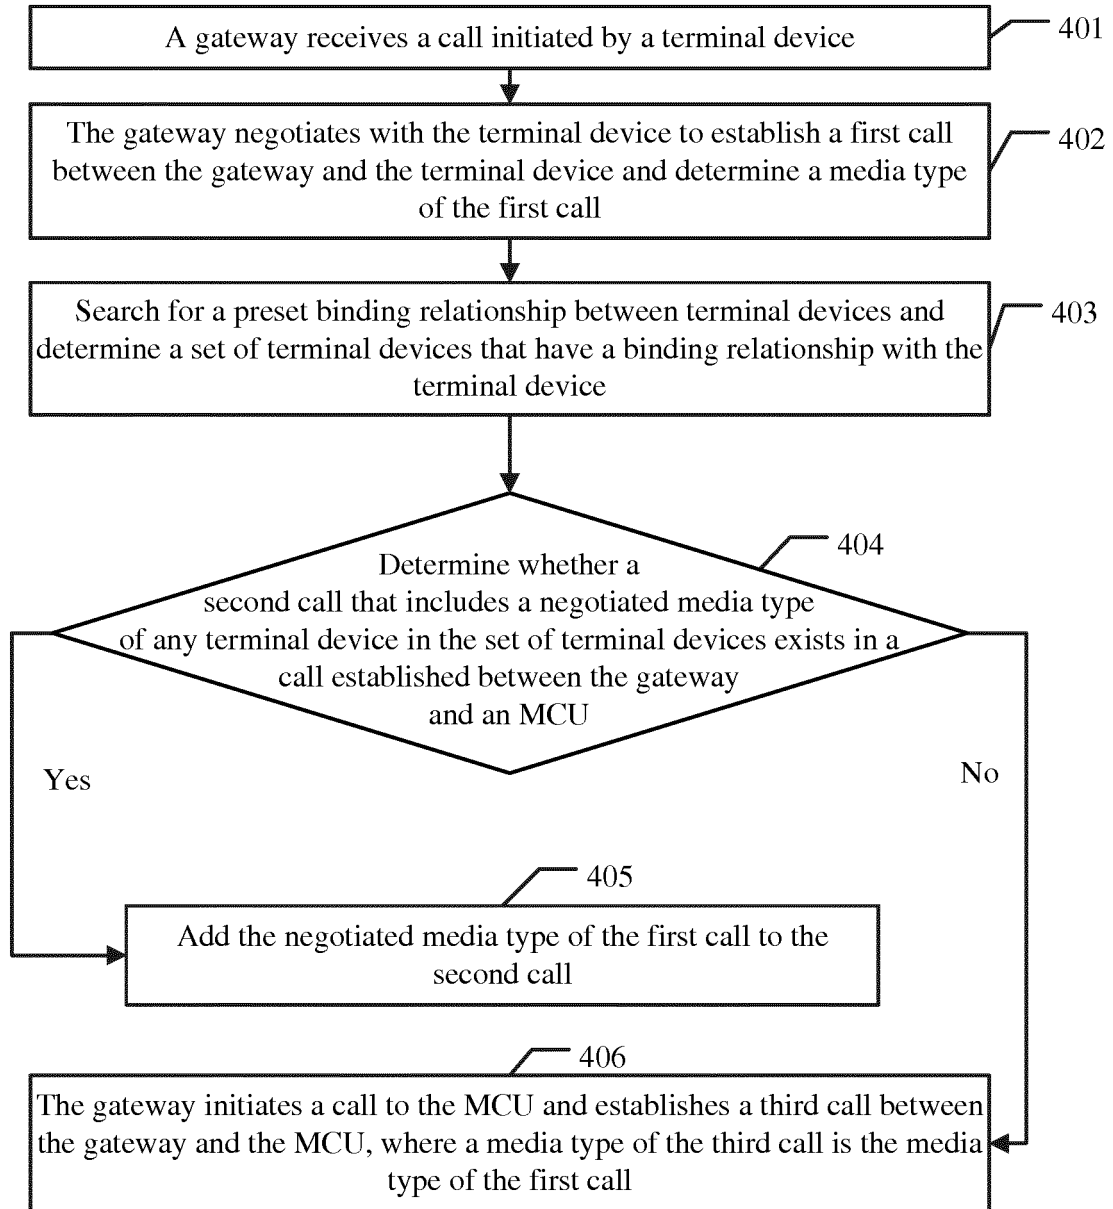 A gateway receives a call initiated by a terminal device
401
The gateway negotiates with the terminal device to establish a first call
between the gateway and the terminal device and determine a media type
of the first call
402
Search for a preset binding relationship between terminal devices and
determine a set of terminal devices that have a binding relationship with the
terminal device
403
404
Determine whether a
second call that includes a negotiated media type
of any terminal device in the set of terminal devices exists in a
call established between the gateway
and an MCU
Yes
No
405
Add the negotiated media type of the first call to the
second call
406
The gateway initiates a call to the MCU and establishes a third call between
the gateway and the MCU, where a media type of the third call is the media
type of the first call